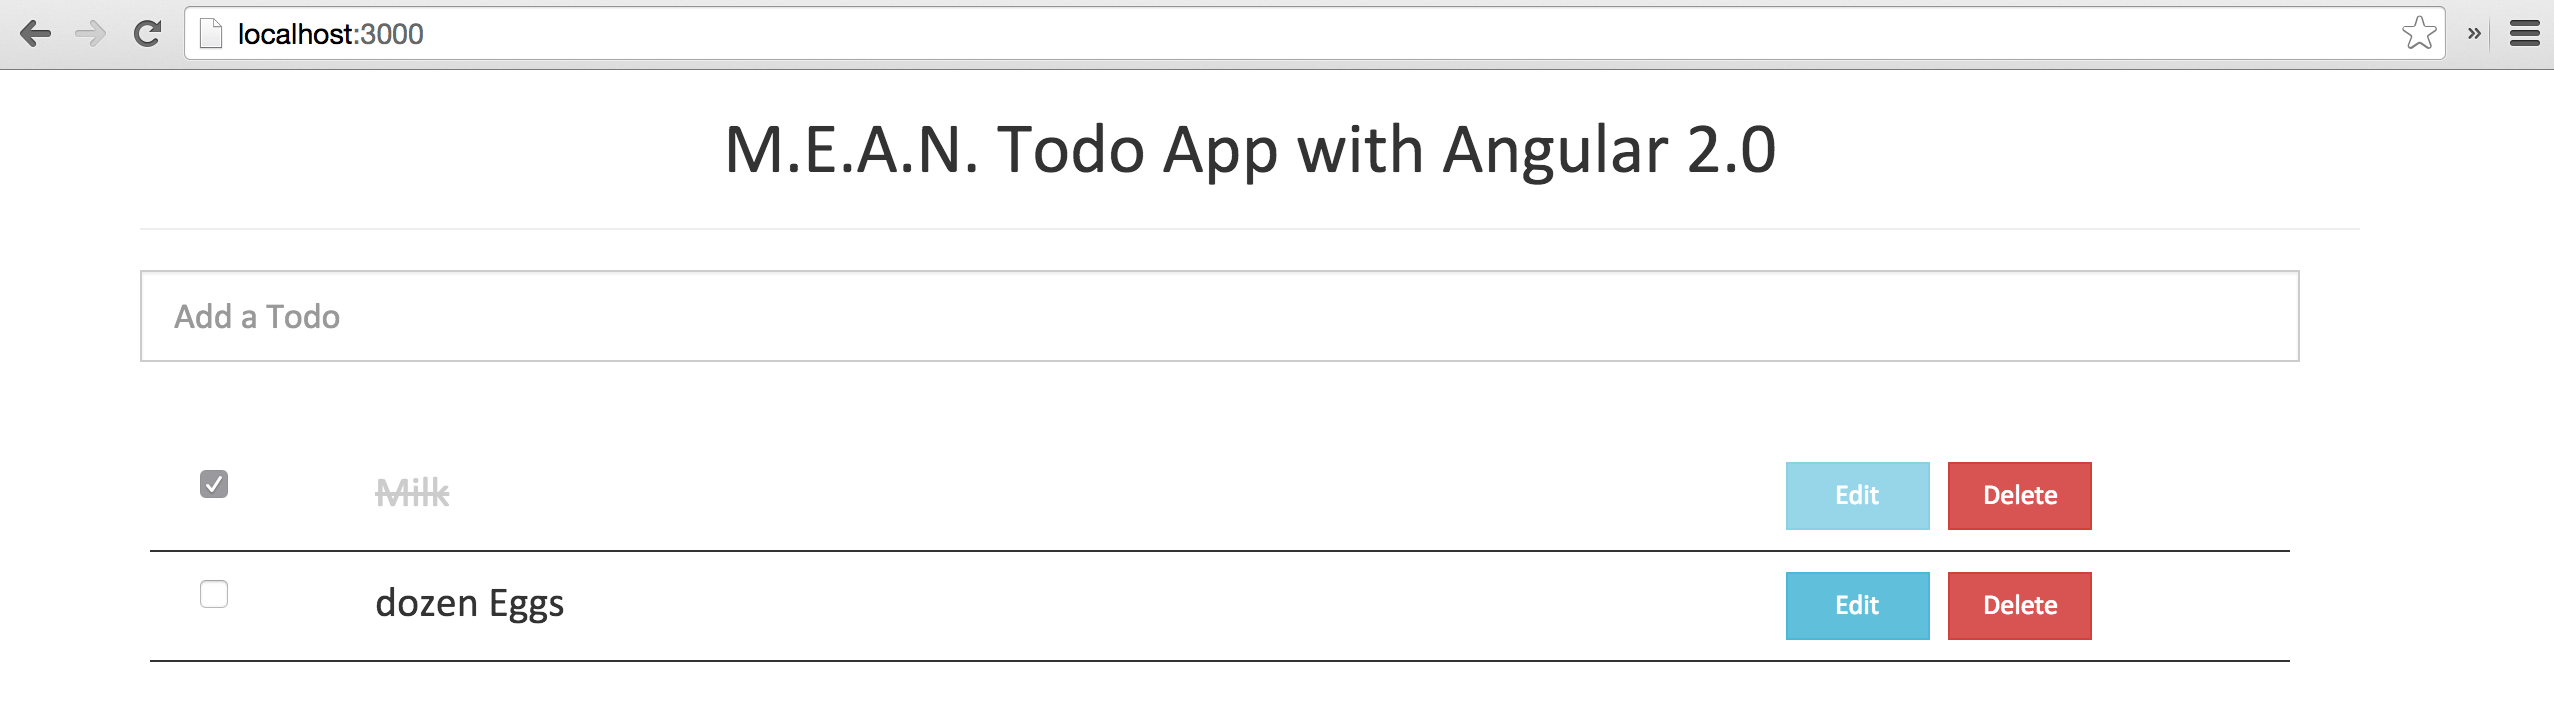 localhost:3000
M.E.A.N. Todo App with Angular 2.0
Add a Todo
Milk Edit Delete
dozen Eggs Edit Delete